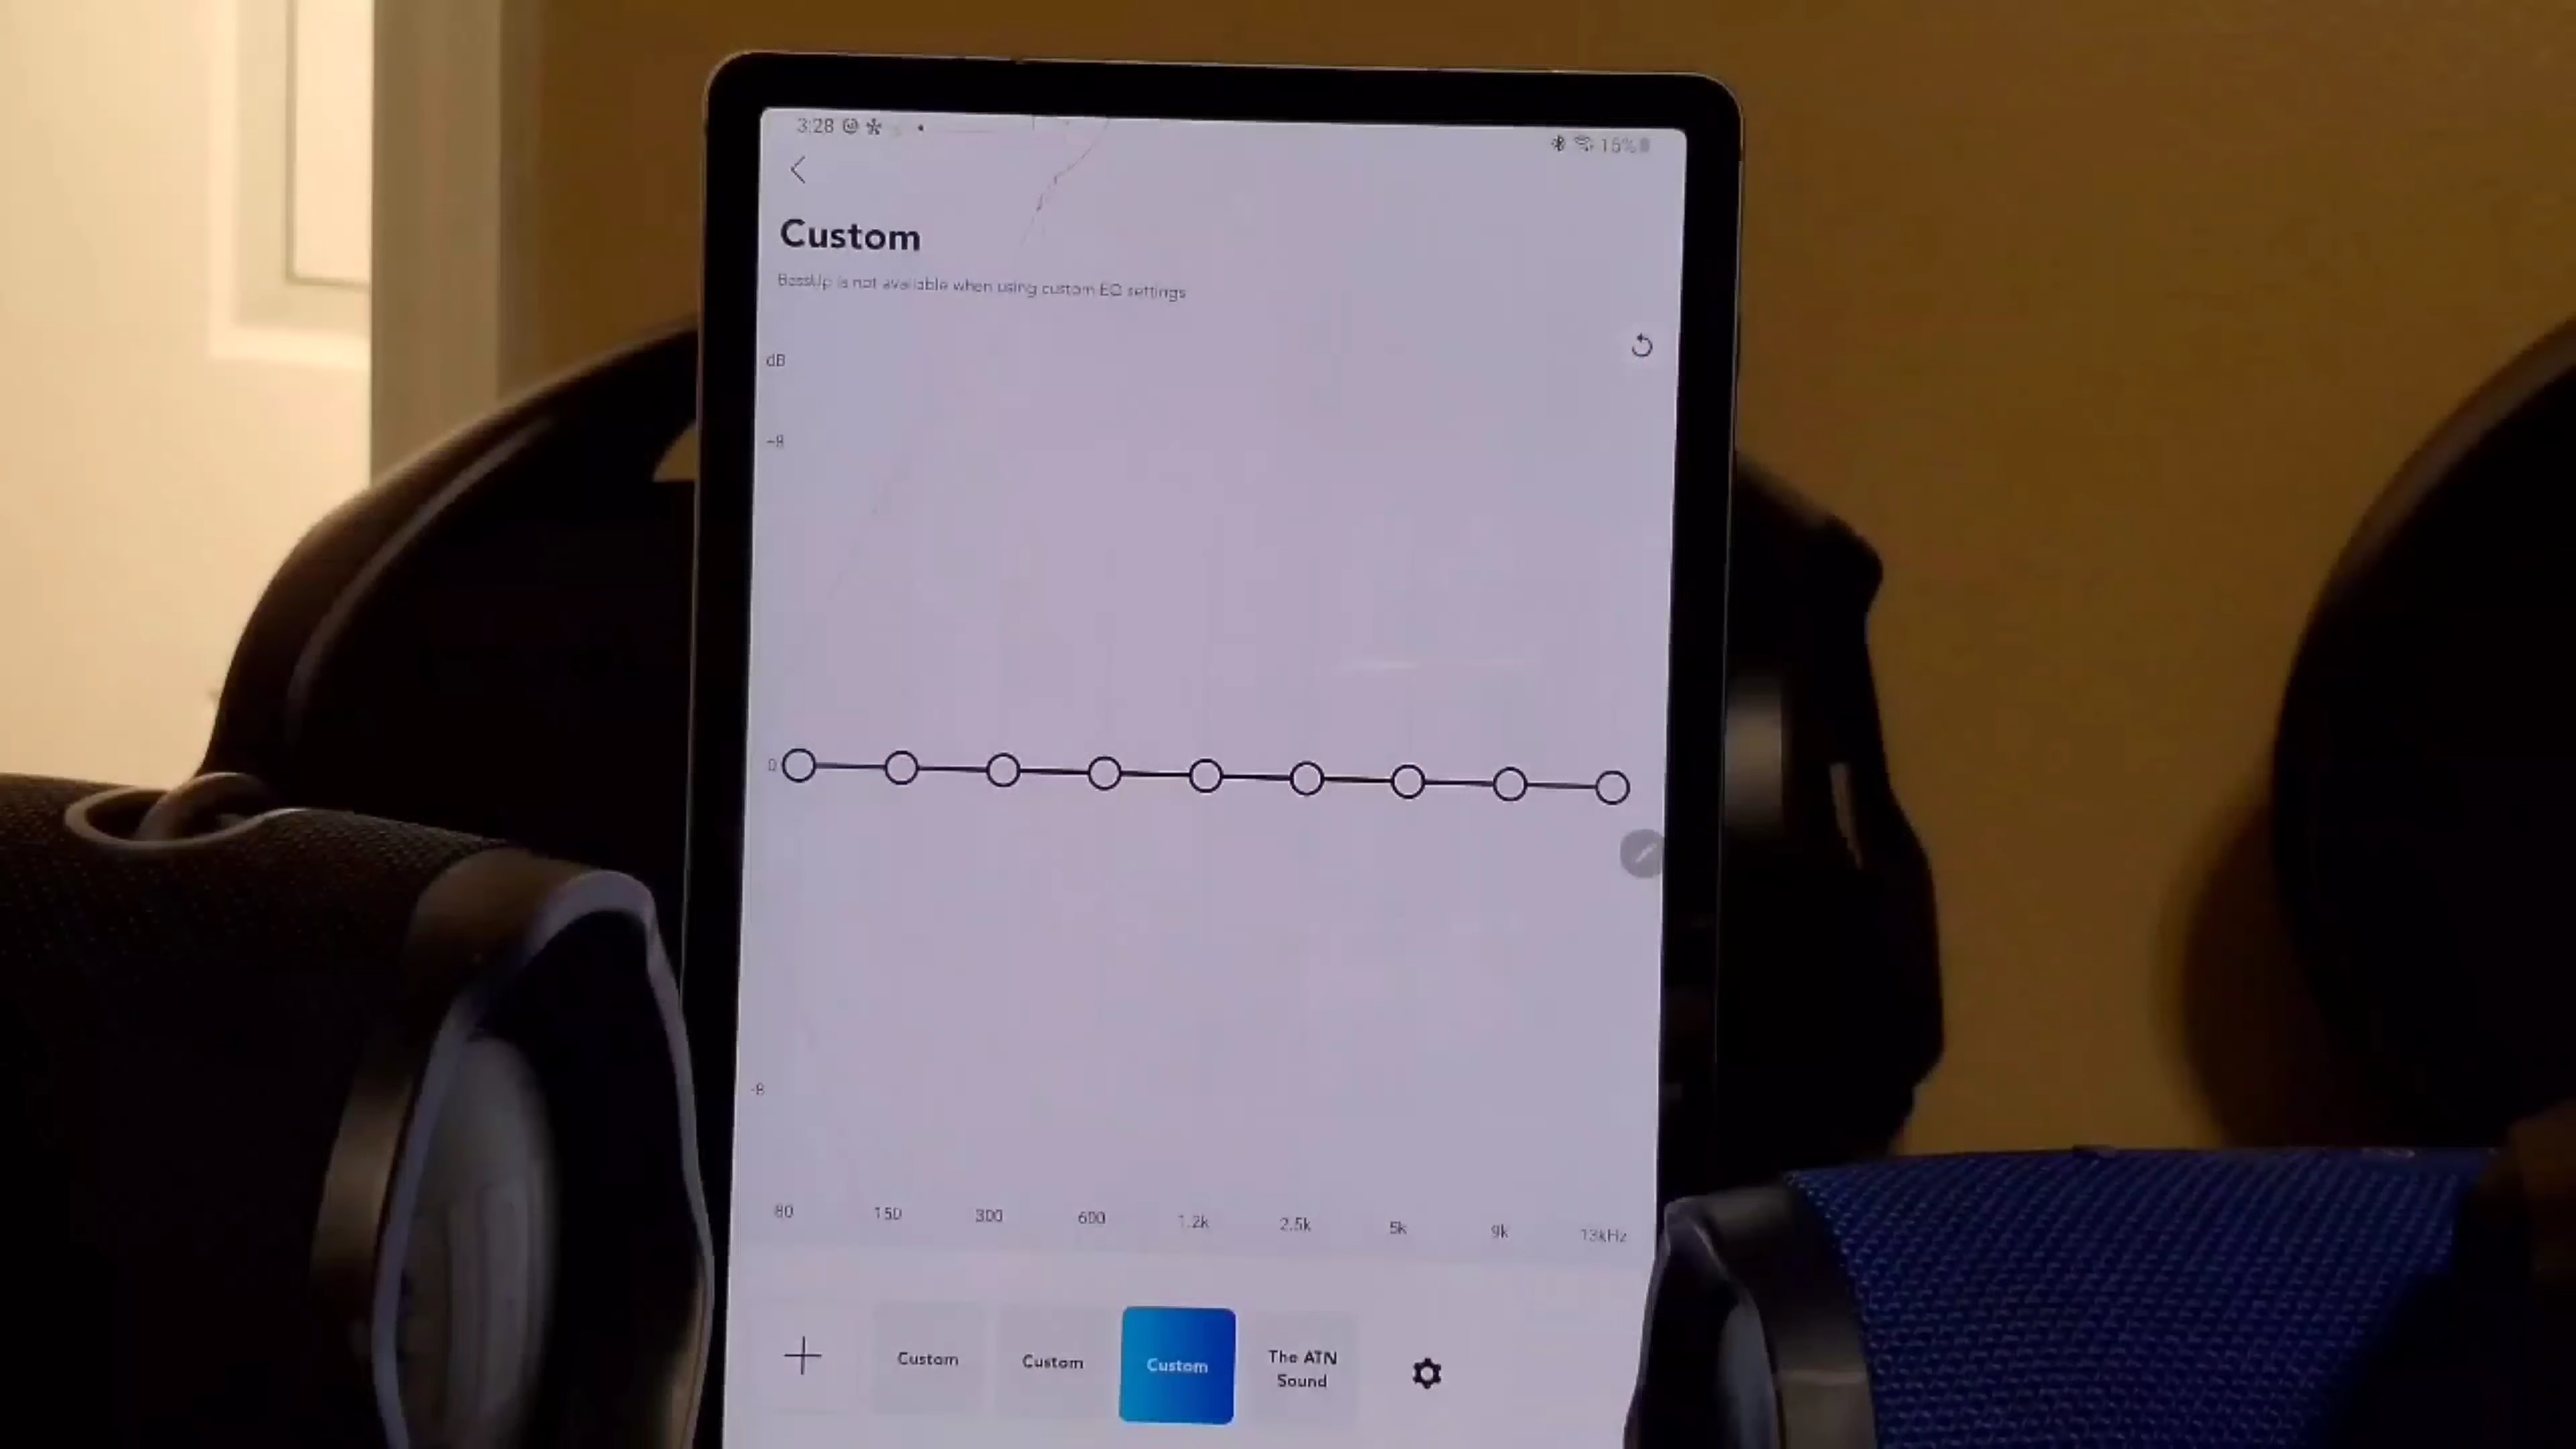 3:28
15%
Custom
BassUp is not available when using custom EQ settings
dB
-8
0
-8
80 150 300 600 1.2k 2.5k 5k 9k 13kHz
Custom Custom Custom The ATN
Sound